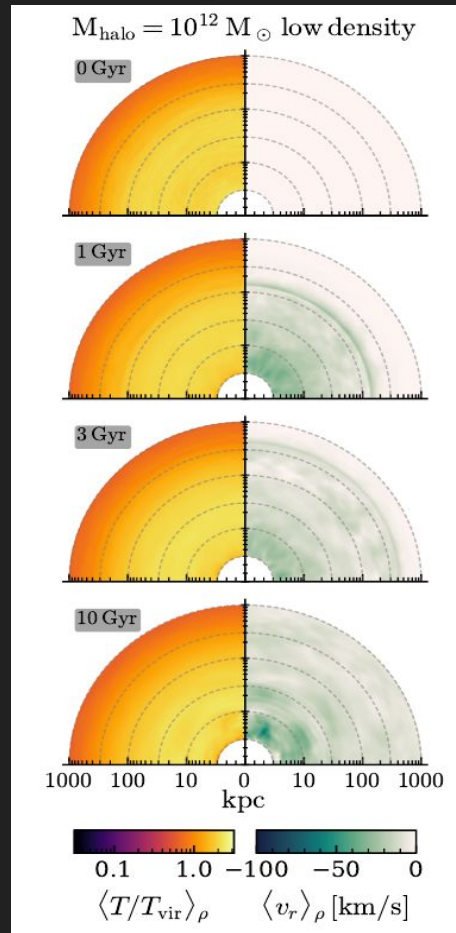 M_halo = 10^12 M_⊙ low density
0 Gyr
1 Gyr
3 Gyr
10 Gyr
1000 100 10 0 10 100 1000
kpc
0.1 1.0 −100 −50 0
⟨T/T_vir⟩_ρ ⟨v_r⟩_ρ [km/s]